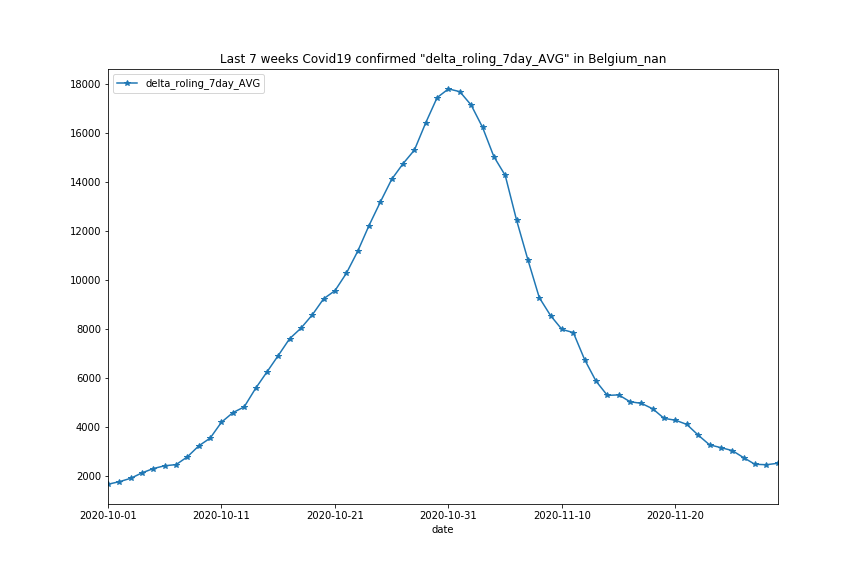 Last 7 weeks Covid19 confirmed "delta_roling_7day_AVG" in Belgium_nan
delta_roling_7day_AVG
18000
16000
14000
12000
10000
8000
6000
4000
2000
2020-10-01 2020-10-11 2020-10-21 2020-10-31 2020-11-10 2020-11-20
date